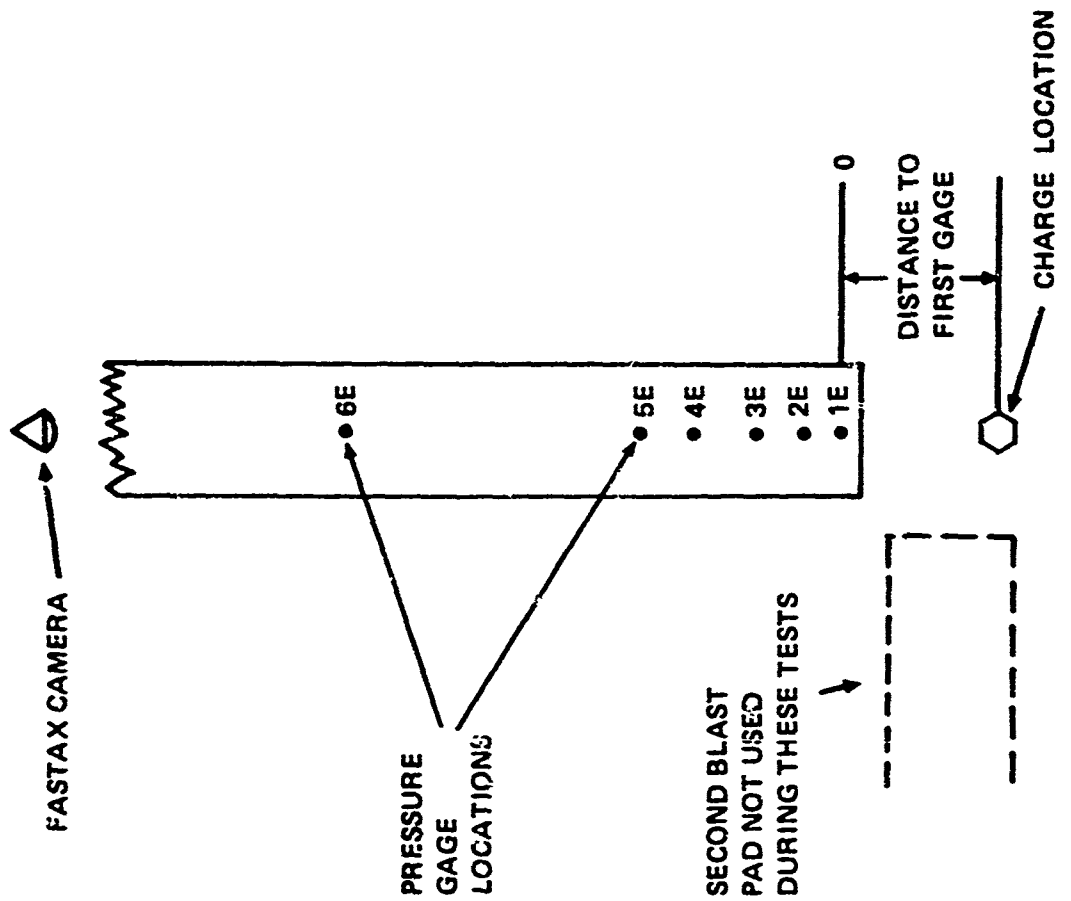 FASTAX CAMERA
PRESSURE
GAGE
LOCATIONS
6E
5E
4E
3E
2E
1E
0
DISTANCE TO
FIRST GAGE
SECOND BLAST
PAD NOT USED
DURING THESE TESTS
CHARGE LOCATION